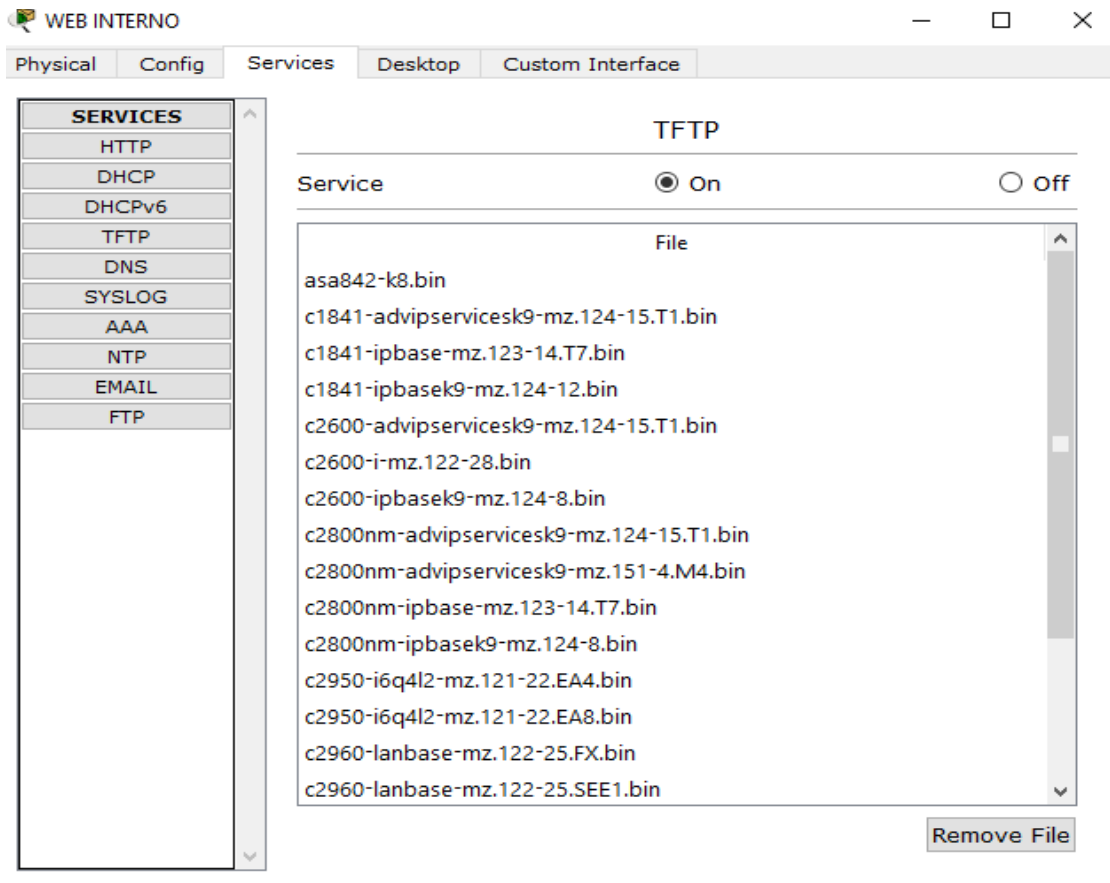 WEB INTERNO
Physical Config Services Desktop Custom Interface
SERVICES
HTTP
DHCP
DHCPv6
TFTP
DNS
SYSLOG
AAA
NTP
EMAIL
FTP
TFTP
Service On Off
File
asa842-k8.bin
c1841-advipservicesk9-mz.124-15.T1.bin
c1841-ipbase-mz.123-14.T7.bin
c1841-ipbasek9-mz.124-12.bin
c2600-advipservicesk9-mz.124-15.T1.bin
c2600-i-mz.122-28.bin
c2600-ipbasek9-mz.124-8.bin
c2800nm-advipservicesk9-mz.124-15.T1.bin
c2800nm-advipservicesk9-mz.151-4.M4.bin
c2800nm-ipbase-mz.123-14.T7.bin
c2800nm-ipbasek9-mz.124-8.bin
c2950-i6q4l2-mz.121-22.EA4.bin
c2950-i6q4l2-mz.121-22.EA8.bin
c2960-lanbase-mz.122-25.FX.bin
c2960-lanbase-mz.122-25.SEE1.bin
Remove File